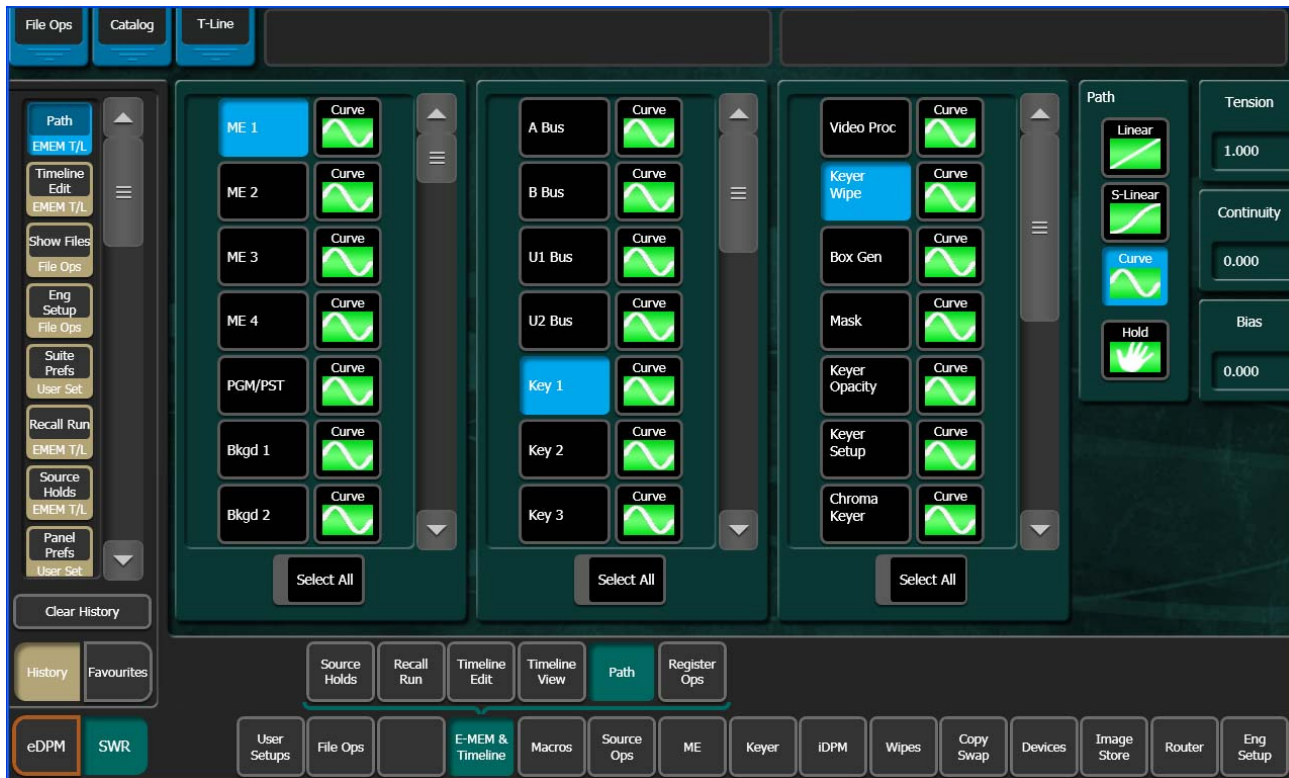 File Ops
Catalog
T-Line
Path
EMEM T/L
Timeline
Edit
EMEM T/L
Show Files
File Ops
Eng
Setup
File Ops
Suite
Prefs
User Set
Recall Run
EMEM T/L
Source
Holds
EMEM T/L
Panel
Prefs
User Set
Clear History
History
Favourites
ME 1
Curve
ME 2
Curve
ME 3
Curve
ME 4
Curve
PGM/PST
Curve
Bkgd 1
Curve
Bkgd 2
Curve
Select All
A Bus
Curve
B Bus
Curve
U1 Bus
Curve
U2 Bus
Curve
Key 1
Curve
Key 2
Curve
Key 3
Curve
Select All
Video Proc
Curve
Keyer
Wipe
Curve
Box Gen
Curve
Mask
Curve
Keyer
Opacity
Curve
Keyer
Setup
Curve
Chroma
Keyer
Curve
Select All
Path
Linear
S-Linear
Curve
Hold
Tension
1.000
Continuity
0.000
Bias
0.000
Source
Holds
Recall
Run
Timeline
Edit
Timeline
View
Path
Register
Ops
eDPM
SWR
User
Setups
File Ops
E-MEM &
Timeline
Macros
Source
Ops
ME
Keyer
iDPM
Wipes
Copy
Swap
Devices
Image
Store
Router
Eng
Setup